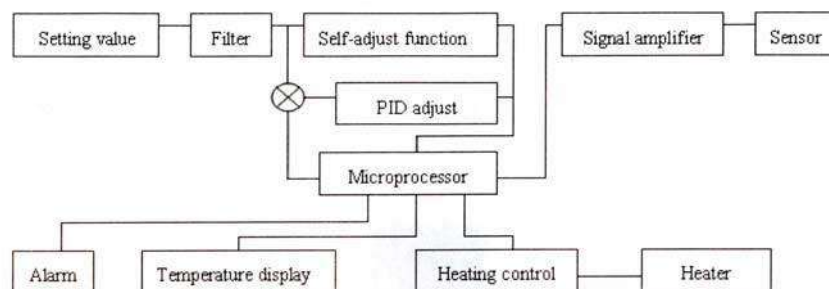 Setting value
Filter
Self-adjust function
Signal amplifier
Sensor
PID adjust
Microprocessor
Alarm
Temperature display
Heating control
Heater